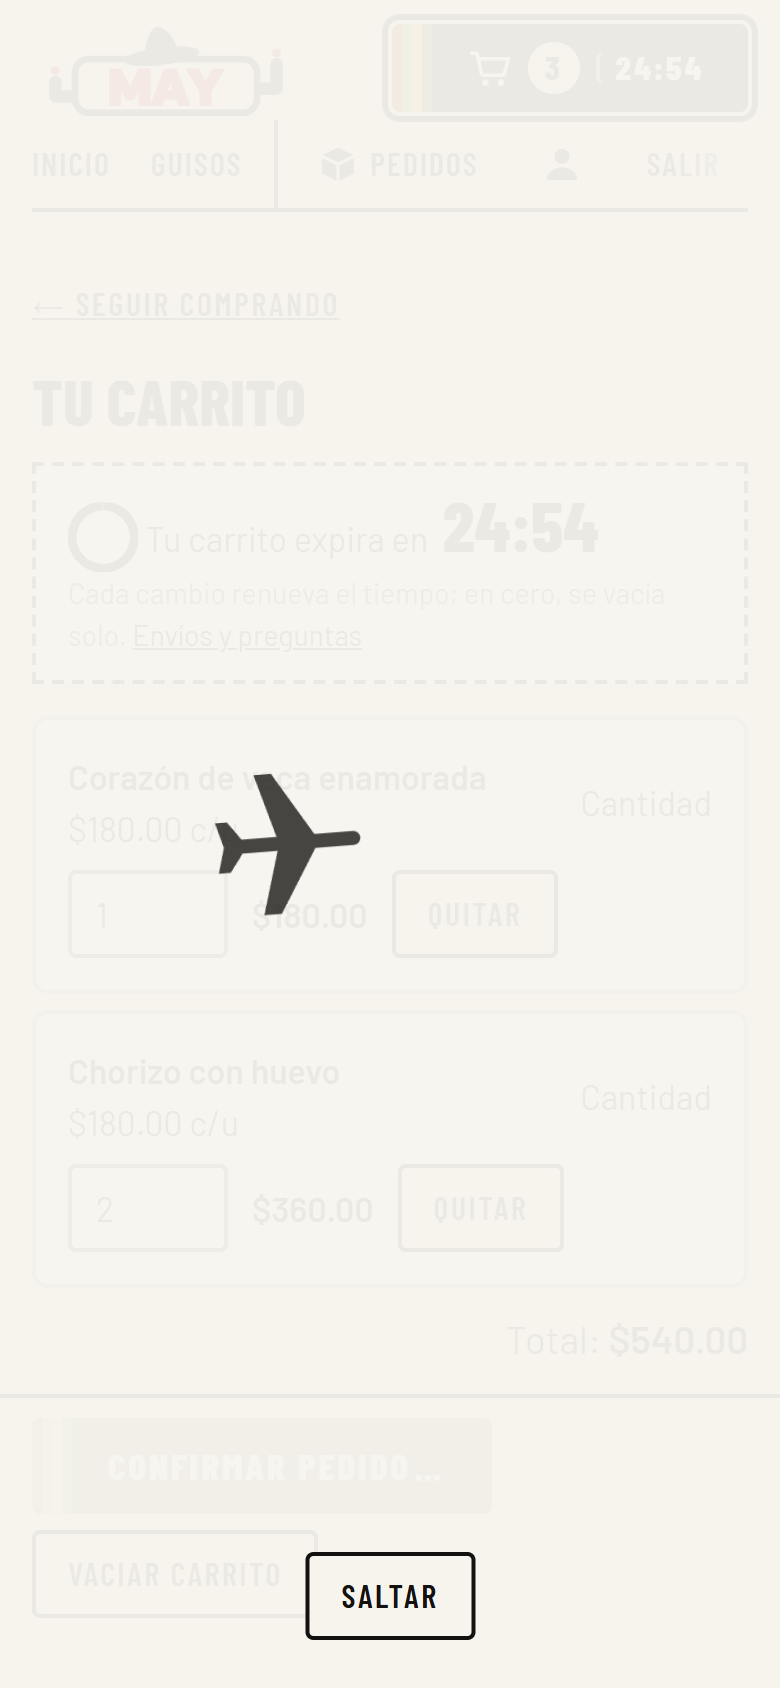 MAY
3
24:54
INICIO GUISOS PEDIDOS SALIR
← SEGUIR COMPRANDO
TU CARRITO
Tu carrito expira en 24:54
Cada cambio renueva el tiempo; en cero, se vacía
solo. Envíos y preguntas
Corazón de vaca enamorada
Cantidad
$180.00 c/u
1 $180.00 QUITAR
Chorizo con huevo
Cantidad
$180.00 c/u
2 $360.00 QUITAR
Total: $540.00
CONFIRMAR PEDIDO…
VACIAR CARRITO
SALTAR